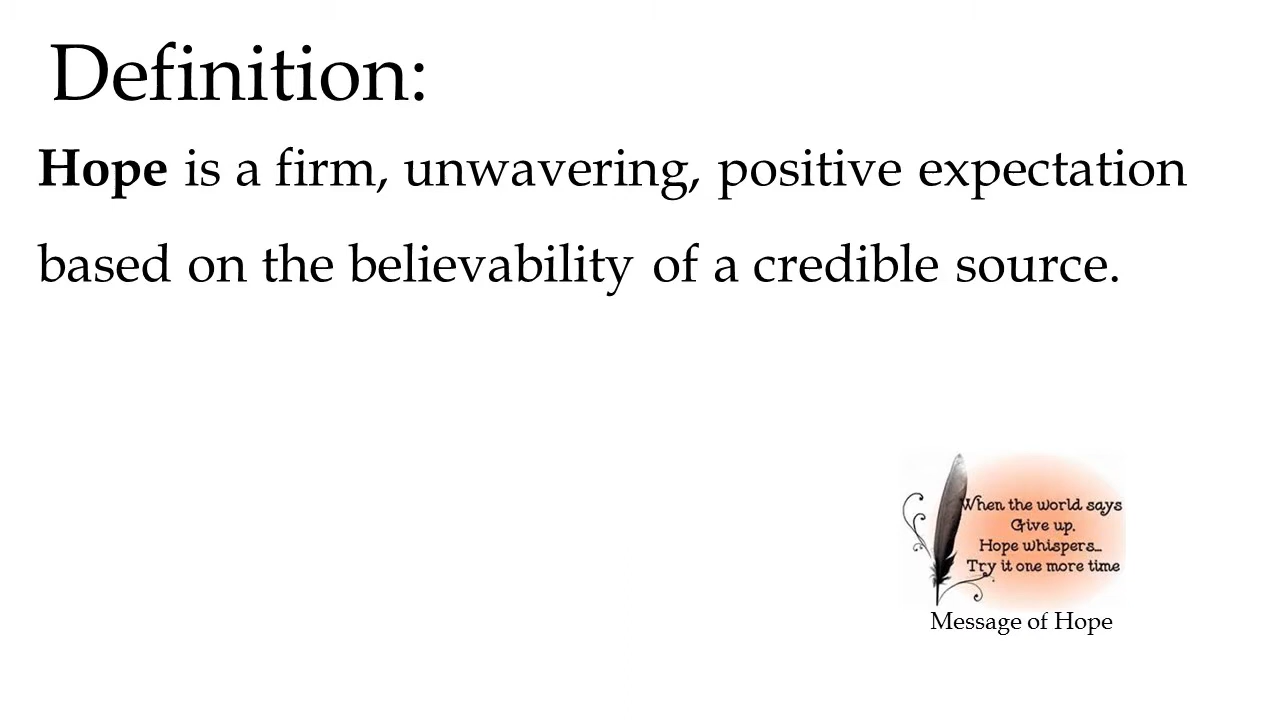 Definition:
Hope is a firm, unwavering, positive expectation
based on the believability of a credible source.
When the world says
Give up,
Hope whispers...
Try it one more time
Message of Hope